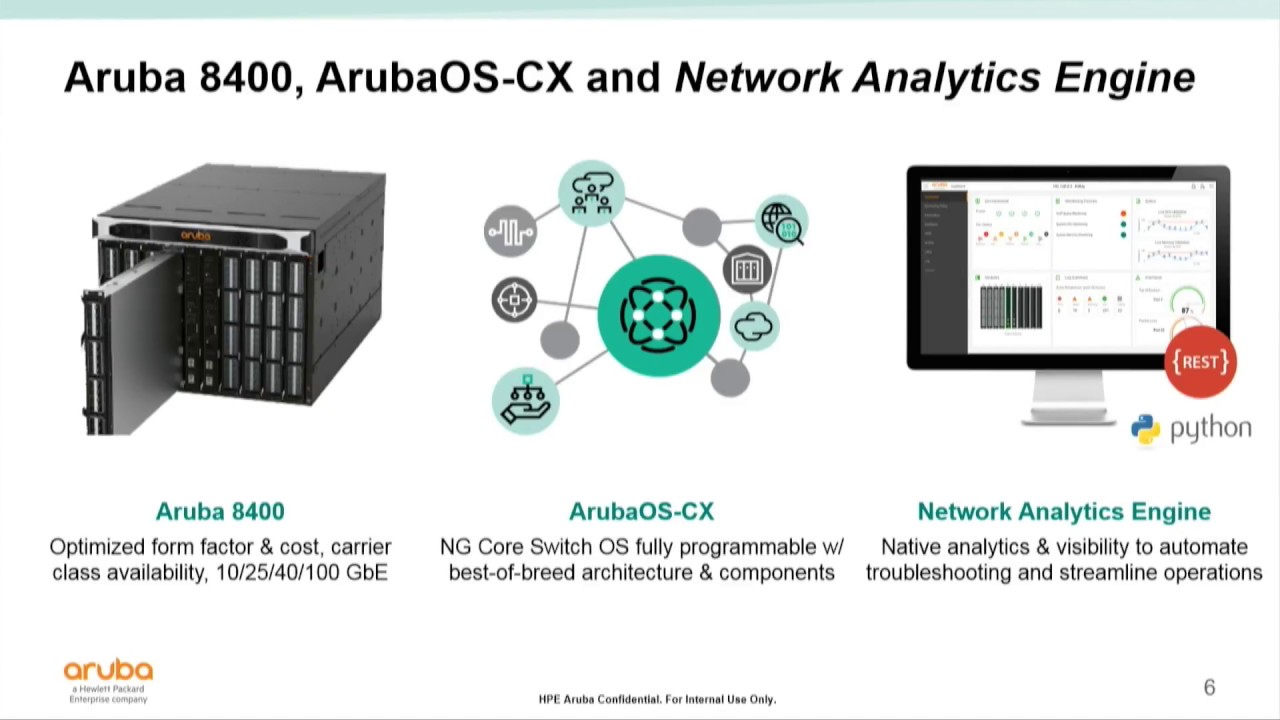 Aruba 8400, ArubaOS-CX and Network Analytics Engine
aruba
aruba
87
{REST}
python
Aruba 8400
Optimized form factor & cost, carrier
class availability, 10/25/40/100 GbE
ArubaOS-CX
NG Core Switch OS fully programmable w/
best-of-breed architecture & components
Network Analytics Engine
Native analytics & visibility to automate
troubleshooting and streamline operations
aruba
a Hewlett Packard
Enterprise company
HPE Aruba Confidential. For Internal Use Only.
6